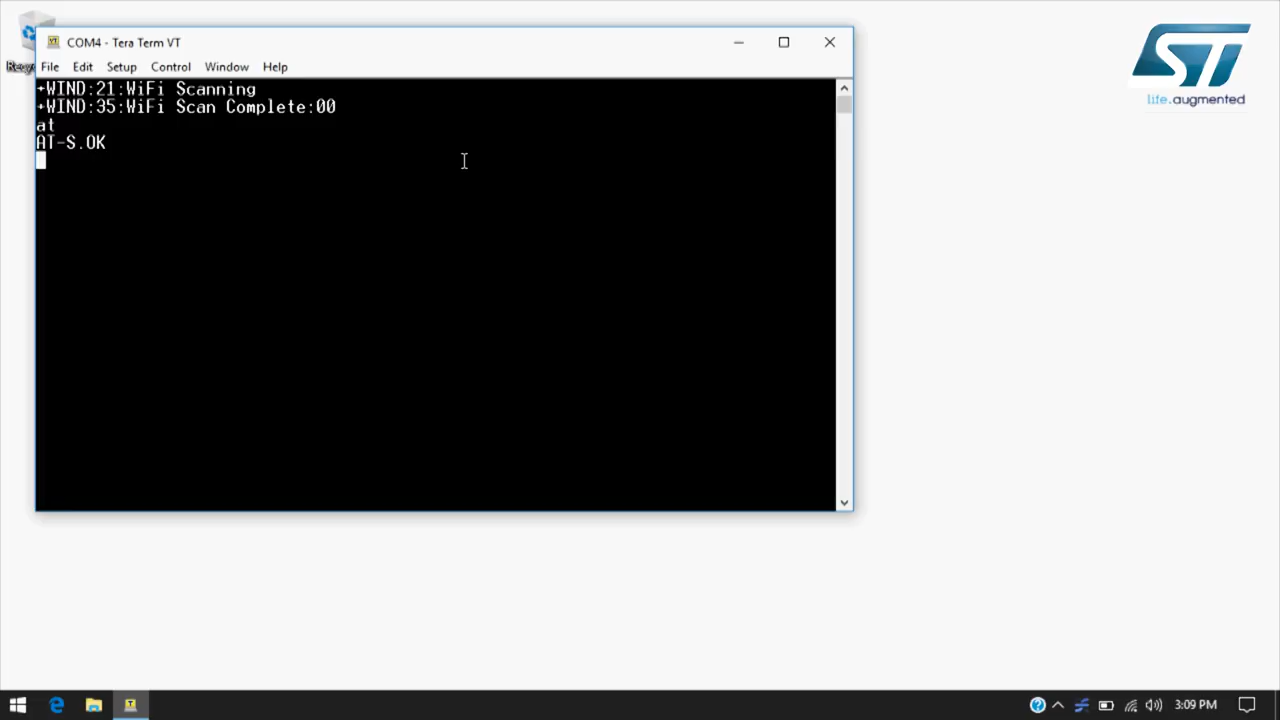 COM4 - Tera Term VT
File Edit Setup Control Window Help
+WIND:21:WiFi Scanning
+WIND:35:WiFi Scan Complete:00
at
AT-S.OK
ST
life.augmented
3:09 PM